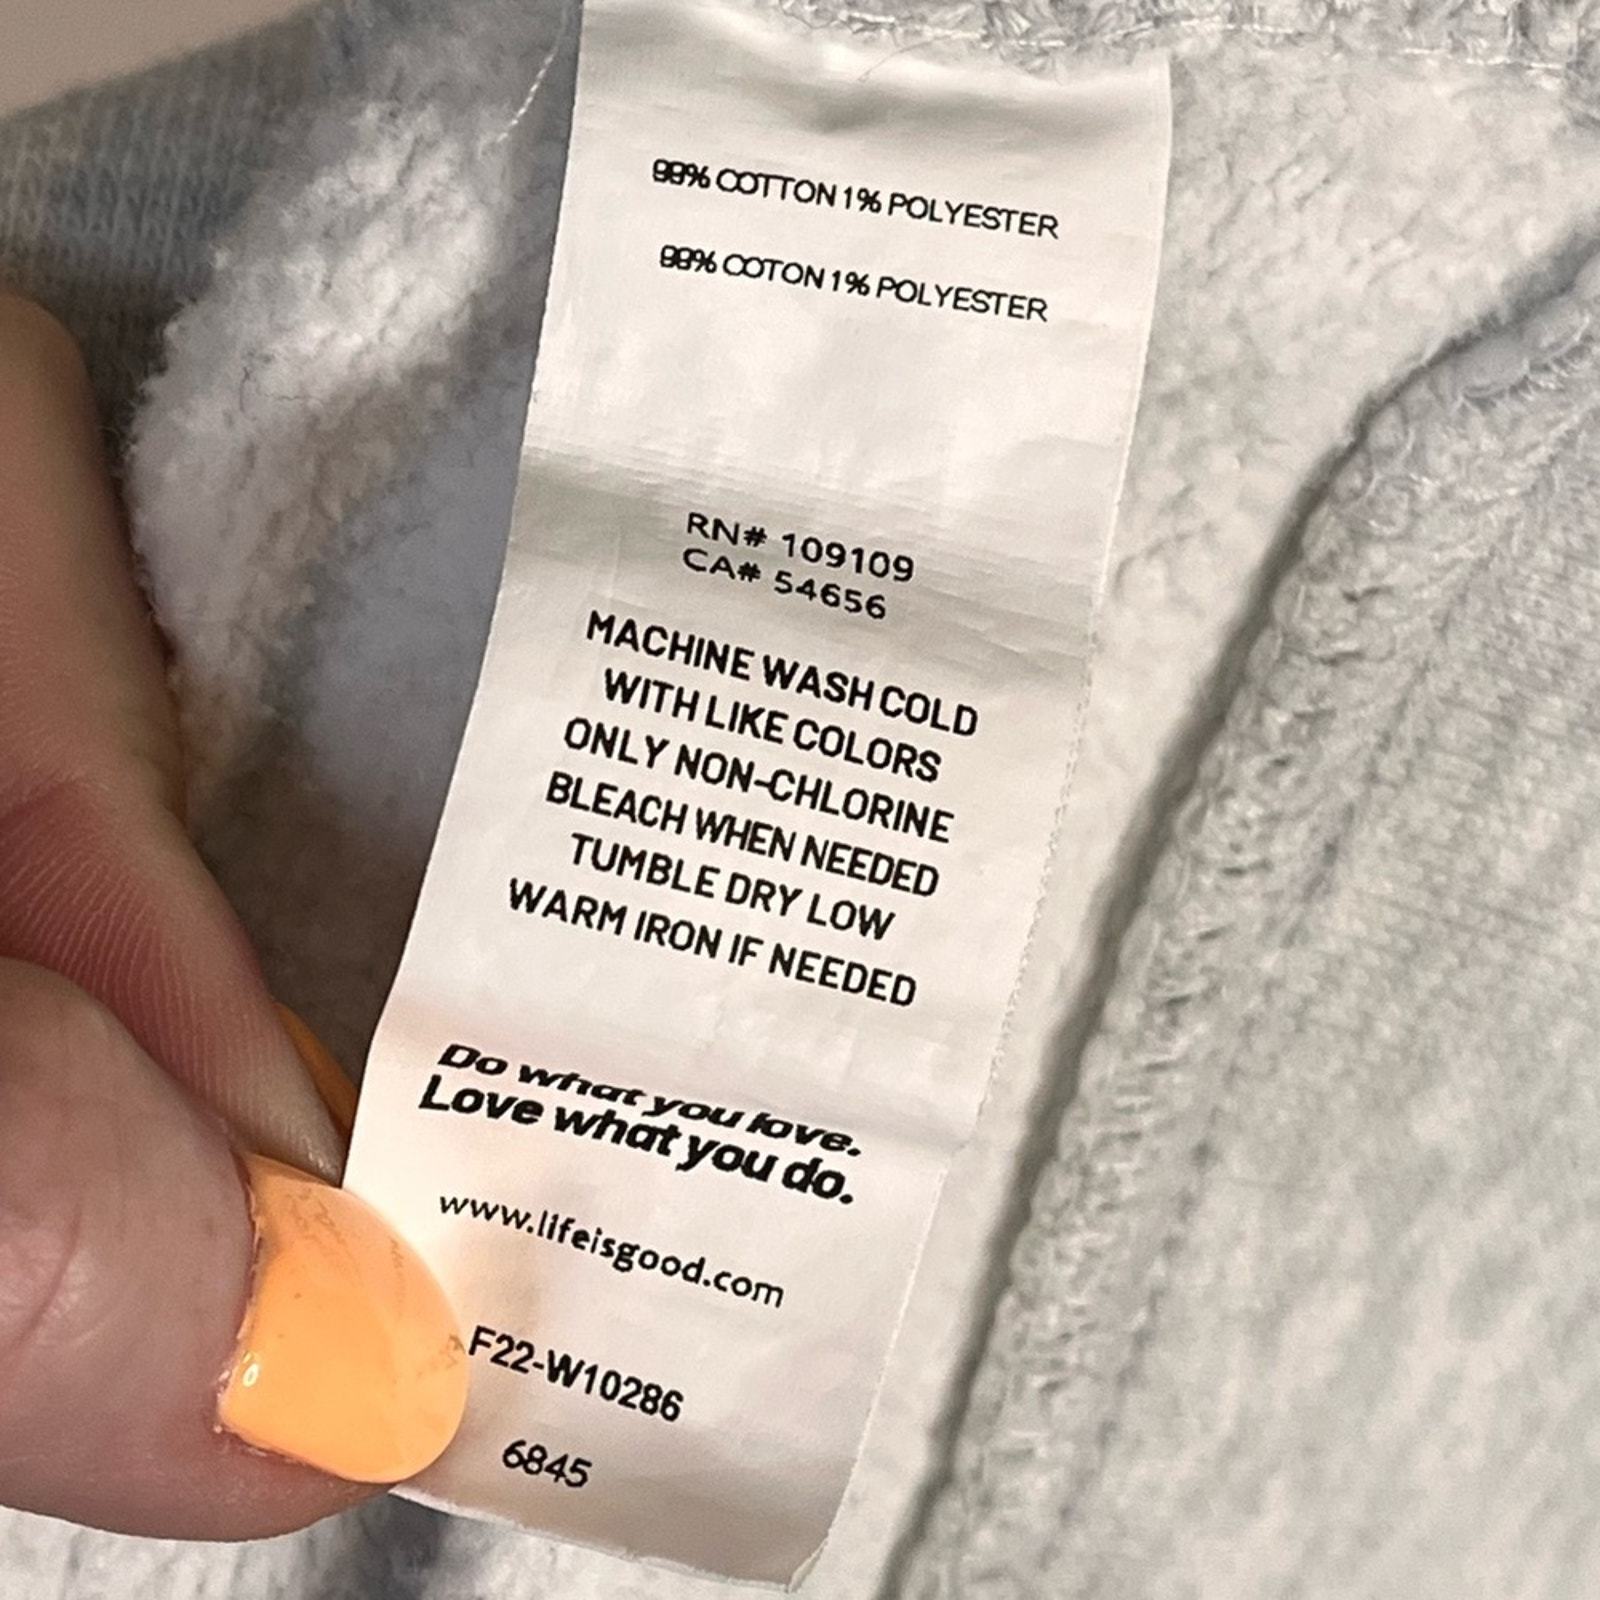 99% COTTON 1% POLYESTER
99% COTON 1% POLYESTER
RN# 109109
CA# 54656
MACHINE WASH COLD
WITH LIKE COLORS
ONLY NON-CHLORINE
BLEACH WHEN NEEDED
TUMBLE DRY LOW
WARM IRON IF NEEDED
Do what you love.
Love what you do.
www.lifeisgood.com
F22-W10286
6845